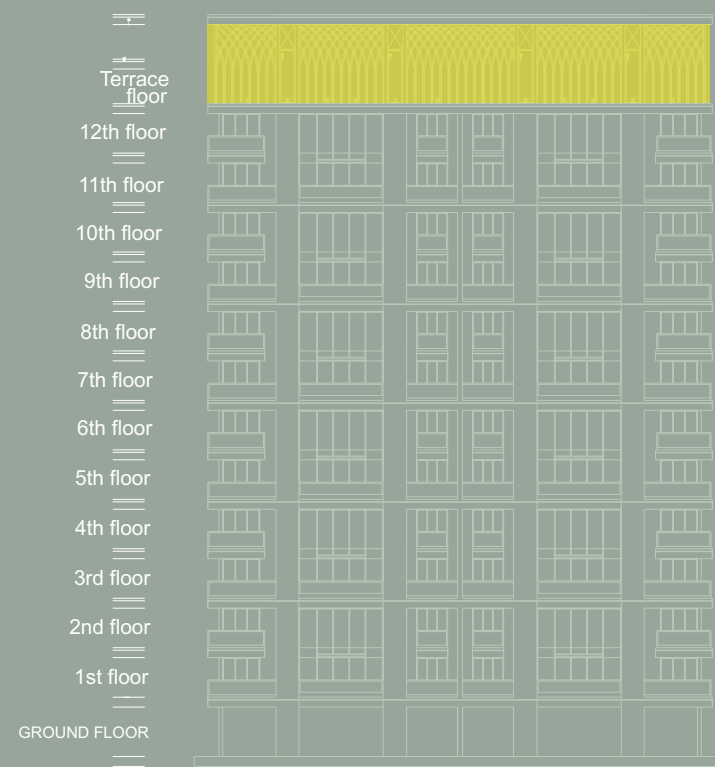 Terrace
floor
12th floor
11th floor
10th floor
9th floor
8th floor
7th floor
6th floor
5th floor
4th floor
3rd floor
2nd floor
1st floor
GROUND FLOOR